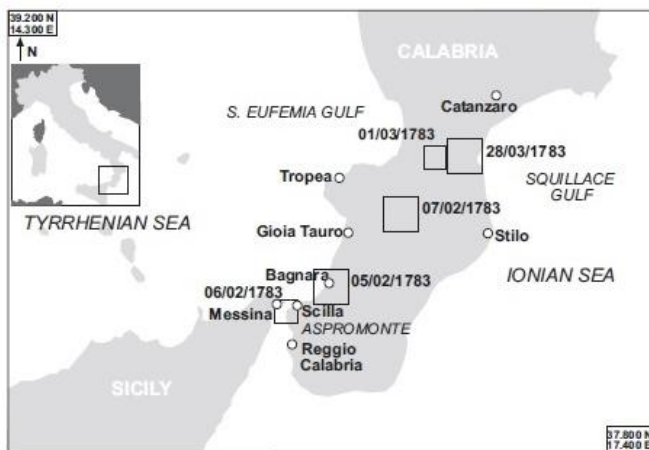 39.200 N
14.300 E
N
CALABRIA
Catanzaro
S. EUFEMIA GULF
01/03/1783
28/03/1783
Tropea
SQUILLACE
GULF
07/02/1783
TYRRHENIAN SEA
Gioia Tauro
Stilo
Bagnara
05/02/1783
IONIAN SEA
06/02/1783
Messina
Scilla
ASPROMONTE
Reggio
Calabria
SICILY
37.800 N
17.400 E